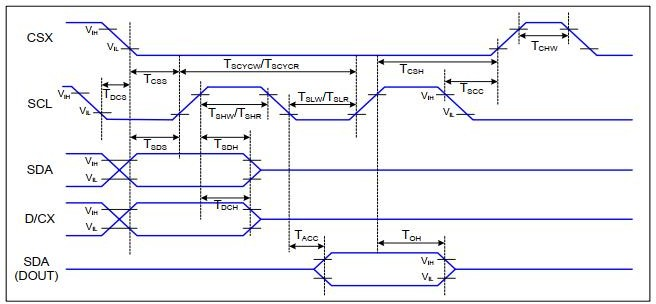 CSX
VIH
VIL
TCHW
TSCYCW/TSCYCR
TCSS
TCSH
SCL
VIH
VIL
TDCS
TSHW/TSHR
TSLW/TSLR
TSCC
VIH
VIL
TSDS
TSDH
SDA
VIH
VIL
TDCH
D/CX
VIH
VIL
TACC
TOH
SDA
(DOUT)
VIH
VIL